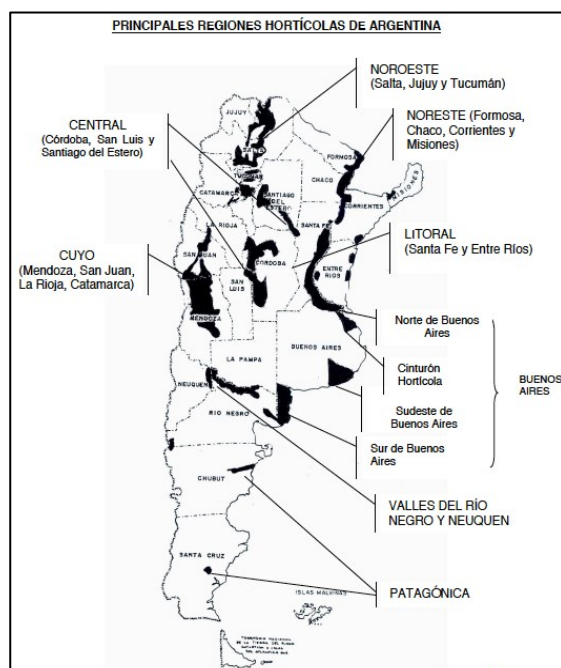 PRINCIPALES REGIONES HORTÍCOLAS DE ARGENTINA
NOROESTE
(Salta, Jujuy y Tucumán)
CENTRAL
(Córdoba, San Luis y
Santiago del Estero)
NORESTE (Formosa,
Chaco, Corrientes y
Misiones)
LITORAL
(Santa Fe y Entre Ríos)
CUYO
(Mendoza, San Juan,
La Rioja, Catamarca)
Norte de Buenos
Aires
Cinturón
Hortícola
BUENOS
AIRES
Sudeste de
Buenos Aires
Sur de Buenos
Aires
VALLES DEL RÍO
NEGRO Y NEUQUEN
PATAGÓNICA
JUJUY
SALTA
FORMOSA
CHACO
MISIONES
TUCUMAN
CATAMARCA
SANTIAGO
DEL
ESTERO
CORRIENTES
SANTA FE
LA RIOJA
SAN JUAN
CORDOBA
ENTRE
RIOS
SAN
LUIS
MENDOZA
BUENOS AIRES
LA PAMPA
NEUQUEN
RIO NEGRO
CHUBUT
SANTA CRUZ
ISLAS MALVINAS